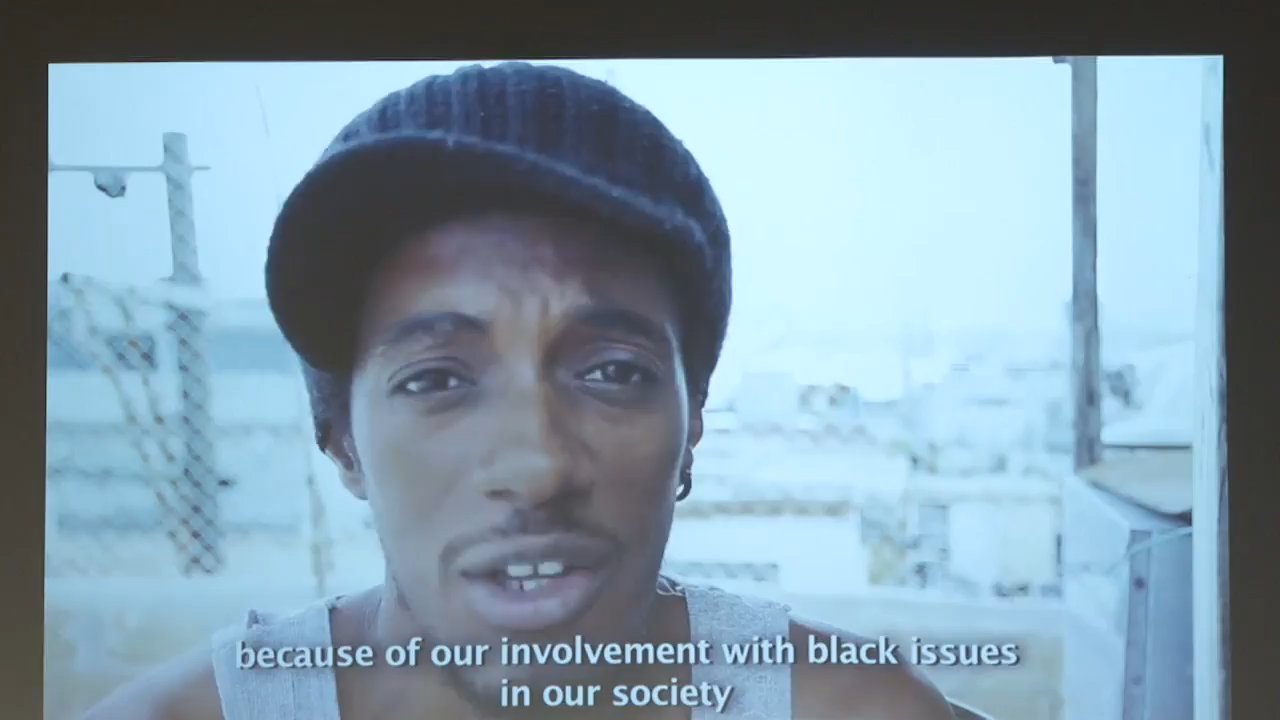 because of our involvement with black issues
in our society